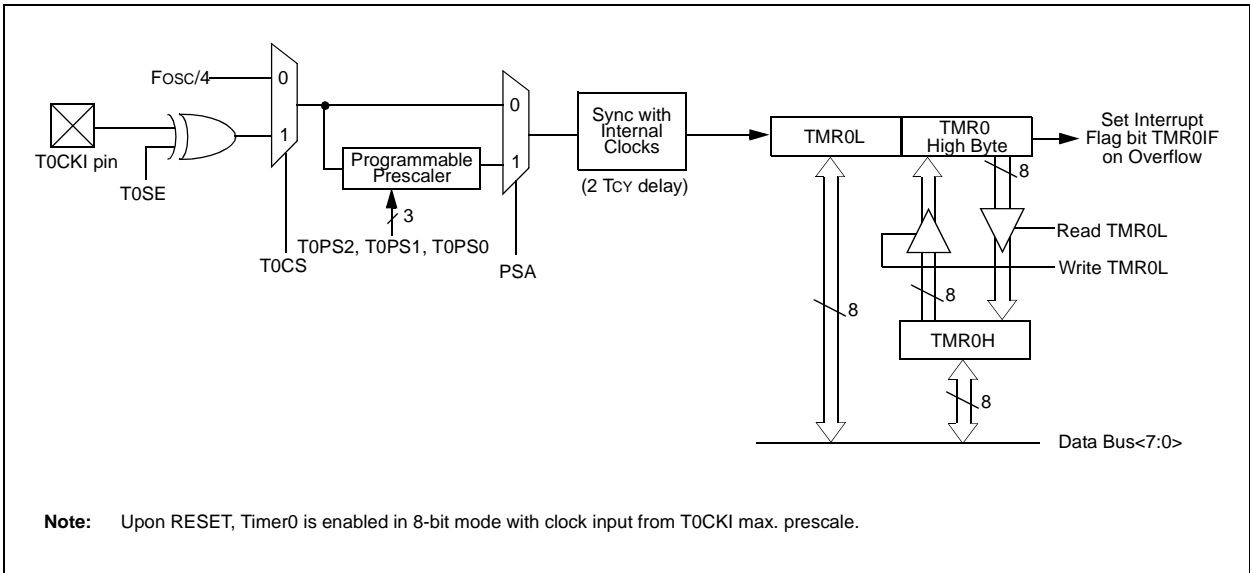 FOSC/4
0
1
T0CKI pin
T0SE
T0CS
Programmable
Prescaler
3
T0PS2, T0PS1, T0PS0
0
1
PSA
Sync with
Internal
Clocks
(2 TCY delay)
TMR0L
TMR0
High Byte
Set Interrupt
Flag bit TMR0IF
on Overflow
8
Read TMR0L
Write TMR0L
8
8
TMR0H
8
Data Bus<7:0>
Note: Upon RESET, Timer0 is enabled in 8-bit mode with clock input from T0CKI max. prescale.